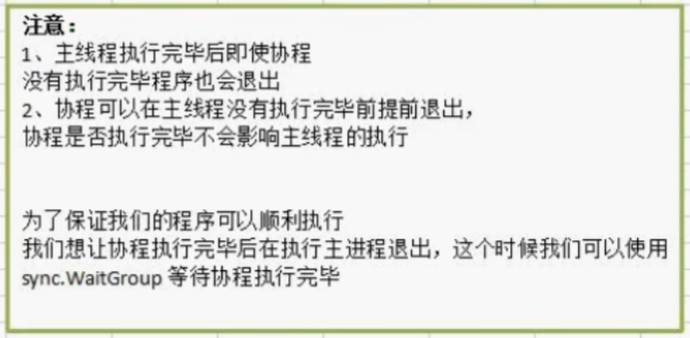 注意：
1、主线程执行完毕后即使协程
没有执行完毕程序也会退出
2、协程可以在主线程没有执行完毕前提前退出，
协程是否执行完毕不会影响主线程的执行
为了保证我们的程序可以顺利执行
我们想让协程执行完毕后在执行主进程退出，这个时候我们可以使用
sync.WaitGroup 等待协程执行完毕